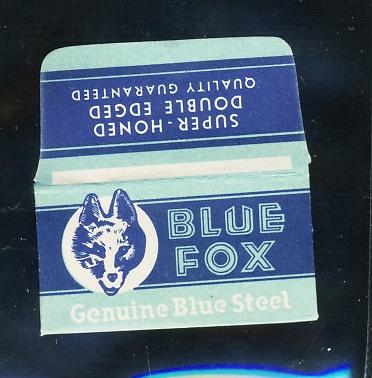 SUPER-HONED
DOUBLE EDGED
QUALITY GUARANTEED
BLUE
FOX
Genuine Blue Steel